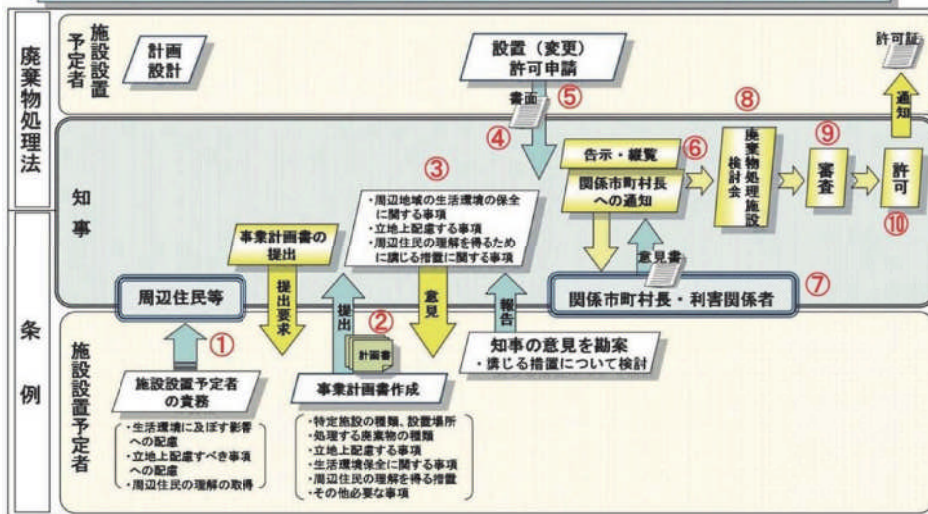 廃棄物処理法
条例
施設設置
予定者
計画
設計
設置（変更）
許可申請
書面
⑤
④
許可証
通知
知事
③
・周辺地域の生活環境の保全
に関する事項
・立地上配慮する事項
・周辺住民の理解を得るため
に講じる措置に関する事項
告示・縦覧
⑥
関係市町村長
への通知
⑧
廃棄物処理施設
検討会
⑨
審査
許可
⑩
事業計画書の
提出
提出要求
提出
意見
報告
意見書
周辺住民等
関係市町村長・利害関係者
⑦
施設設置予定者
①
施設設置予定者
の責務
・生活環境に及ぼす影響
への配慮
・立地上配慮すべき事項
への配慮
・周辺住民の理解の取得
②
計画書
事業計画書作成
・特定施設の種類、設置場所
・処理する廃棄物の種類
・立地上配慮する事項
・生活環境保全に関する事項
・周辺住民の理解を得る措置
・その他必要な事項
知事の意見を勘案
・講じる措置について検討